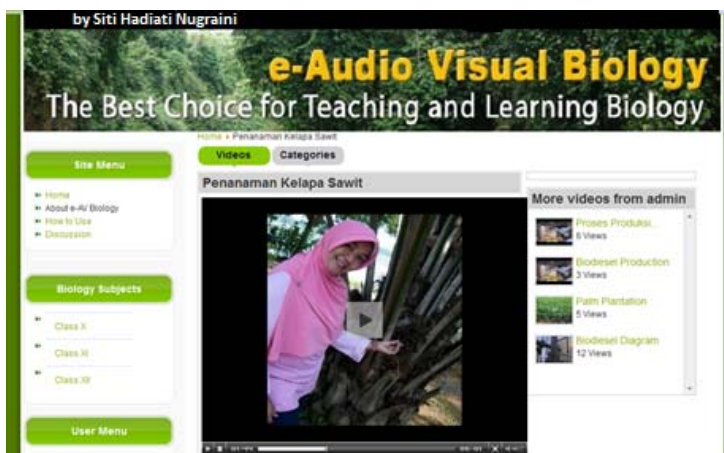 by Siti Hadiati Nugraini
e-Audio Visual Biology
The Best Choice for Teaching and Learning Biology
Home Penanaman Kelapa Sawit
Videos Categories
Site Menu
Home
About e-AV Biology
How to Use
Discussion
Biology Subjects
Class X
Class XI
Class XII
User Menu
Penanaman Kelapa Sawit
More videos from admin
Proses Produksi...
6 Views
Biodiesel Production
3 Views
Palm Plantation
5 Views
Biodiesel Diagram
12 Views